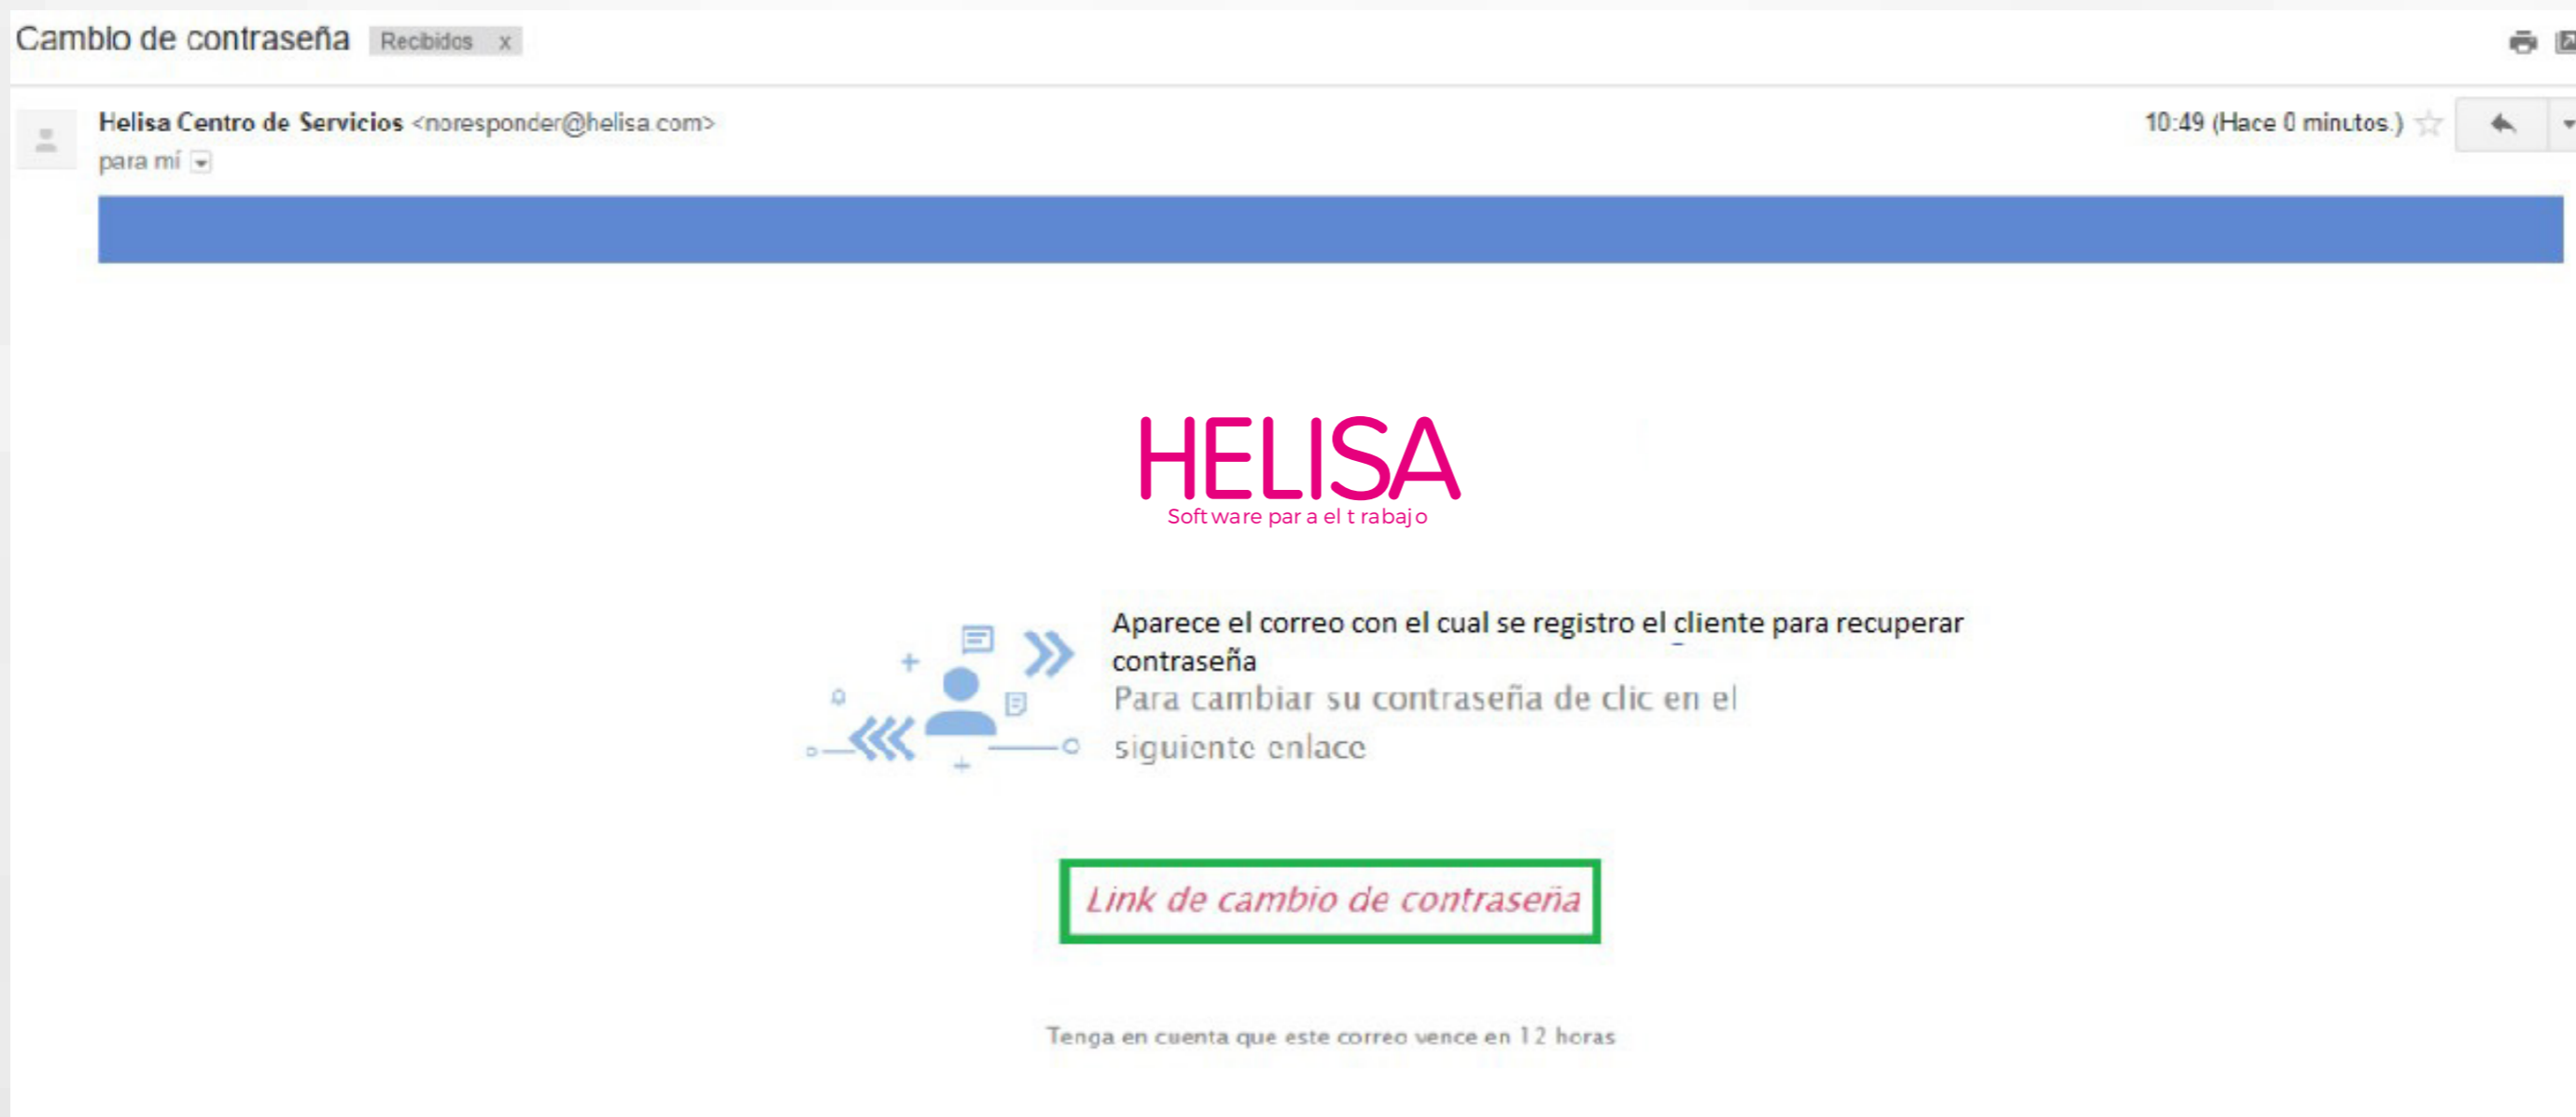 Cambio de contraseña Recibidos x
Helisa Centro de Servicios <noresponder@helisa.com> 10:49 (Hace 0 minutos.)
para mí
HELISA
Software para el trabajo
Aparece el correo con el cual se registro el cliente para recuperar
contraseña
Para cambiar su contraseña de clic en el
siguiente enlace
Link de cambio de contraseña
Tenga en cuenta que este correo vence en 12 horas